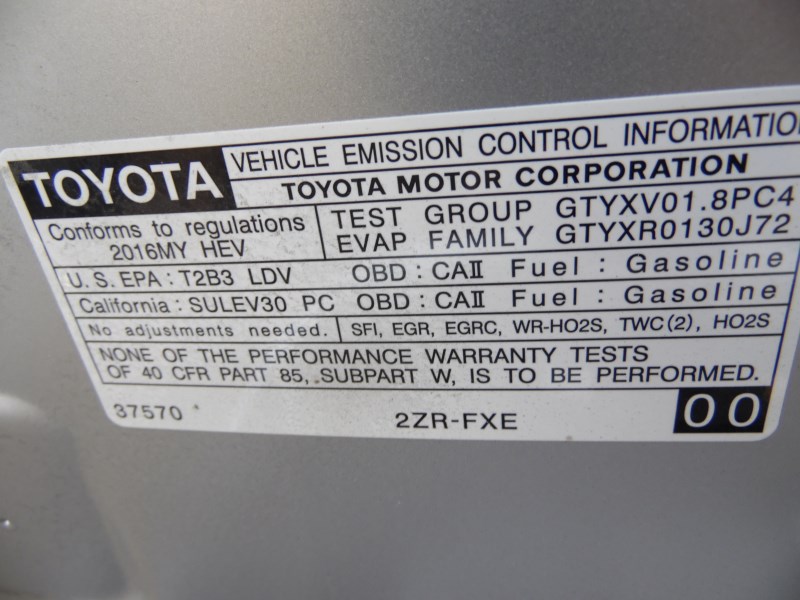 TOYOTA VEHICLE EMISSION CONTROL INFORMATIO
TOYOTA MOTOR CORPORATION
Conforms to regulations
2016MY HEV
TEST GROUP GTYXV01.8PC4
EVAP FAMILY GTYXR0130J72
U.S. EPA : T2B3 LDV OBD : CAⅡ Fuel : Gasoline
California : SULEV30 PC OBD : CAⅡ Fuel : Gasoline
No adjustments needed. SFI, EGR, EGRC, WR-HO2S, TWC(2), HO2S
NONE OF THE PERFORMANCE WARRANTY TESTS
OF 40 CFR PART 85, SUBPART W, IS TO BE PERFORMED.
37570 * 2ZR-FXE 00